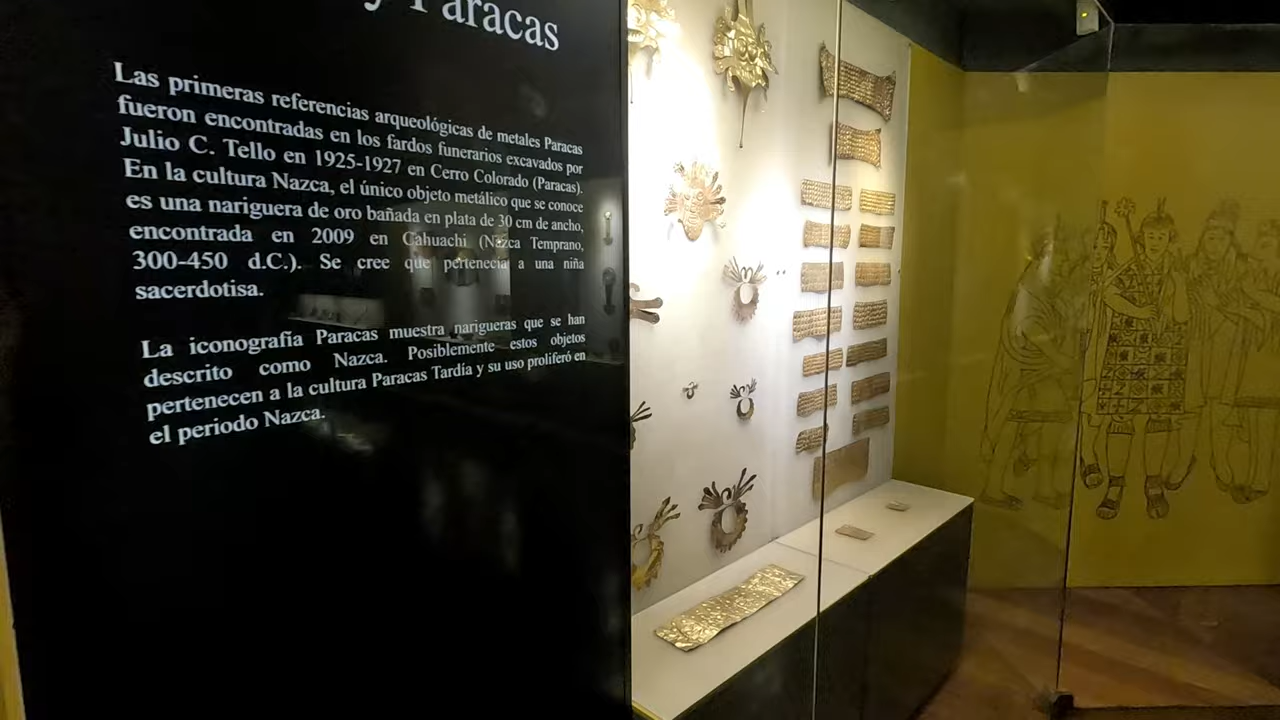 y Paracas
Las primeras referencias arqueológicas de metales Paracas
fueron encontradas en los fardos funerarios excavados por
Julio C. Tello en 1925-1927 en Cerro Colorado (Paracas).
En la cultura Nazca, el único objeto metálico que se conoce
es una nariguera de oro bañada en plata de 30 cm de ancho,
encontrada en 2009 en Cahuachi (Nazca Temprano,
300-450 d.C.). Se cree que pertenecía a una niña
sacerdotisa.
La iconografía Paracas muestra narigueras que se han
descrito como Nazca. Posiblemente estos objetos
pertenecen a la cultura Paracas Tardía y su uso proliferó en
el periodo Nazca.